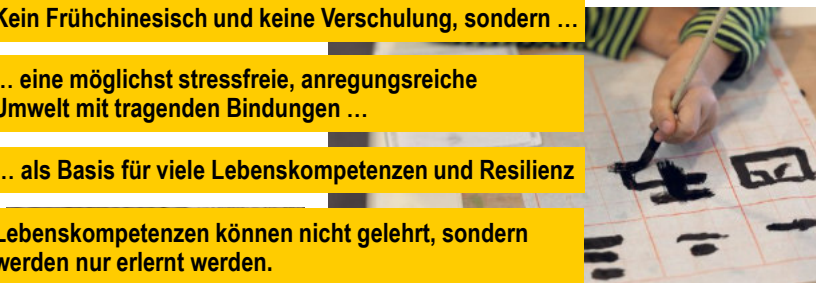 Kein Frühchinesisch und keine Verschulung, sondern …
… eine möglichst stressfreie, anregungsreiche
Umwelt mit tragenden Bindungen …
… als Basis für viele Lebenskompetenzen und Resilienz
Lebenskompetenzen können nicht gelehrt, sondern
werden nur erlernt werden.